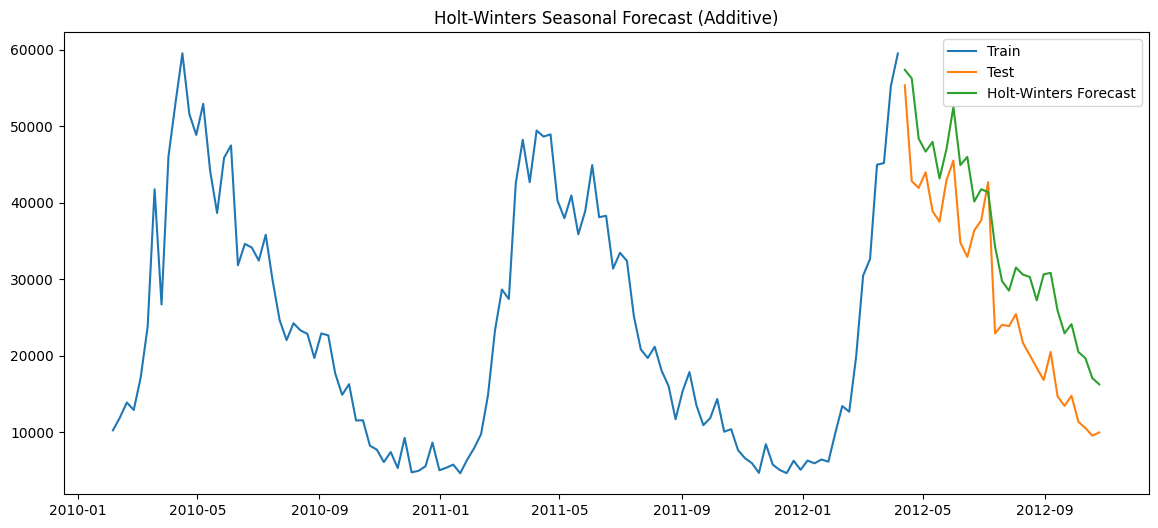 Holt-Winters Seasonal Forecast (Additive)
Train
Test
Holt-Winters Forecast
60000
50000
40000
30000
20000
10000
2010-01 2010-05 2010-09 2011-01 2011-05 2011-09 2012-01 2012-05 2012-09